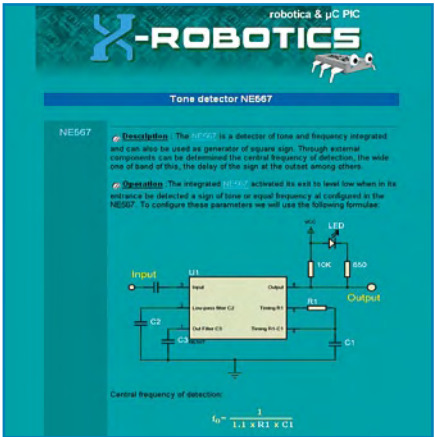 robotica & µC PIC
X-ROBOTICS
Tone detector NE567
NE567
Description : The NE567 is a detector of tone and frequency integrated
and can also be used as generator of square sign. Through external
components can be determined the central frequency of detection, the wide
one of band of this, the delay of the sign at the outset among others.
Operation :The integrated NE567 activated its exit to level low when in its
entrance be detected a sign of tone or equal frequency al configured in the
NE567. To configure these parameters we will use the following formulae:
LED
10K 650
Input U1
Input Output
Output
Low-pass filter C2 Timing R1 R1
C2
Out Filter C3 Timing R1-C1
C3 C1
Central frequency of detection:
f0= 1
1.1 x R1 x C1